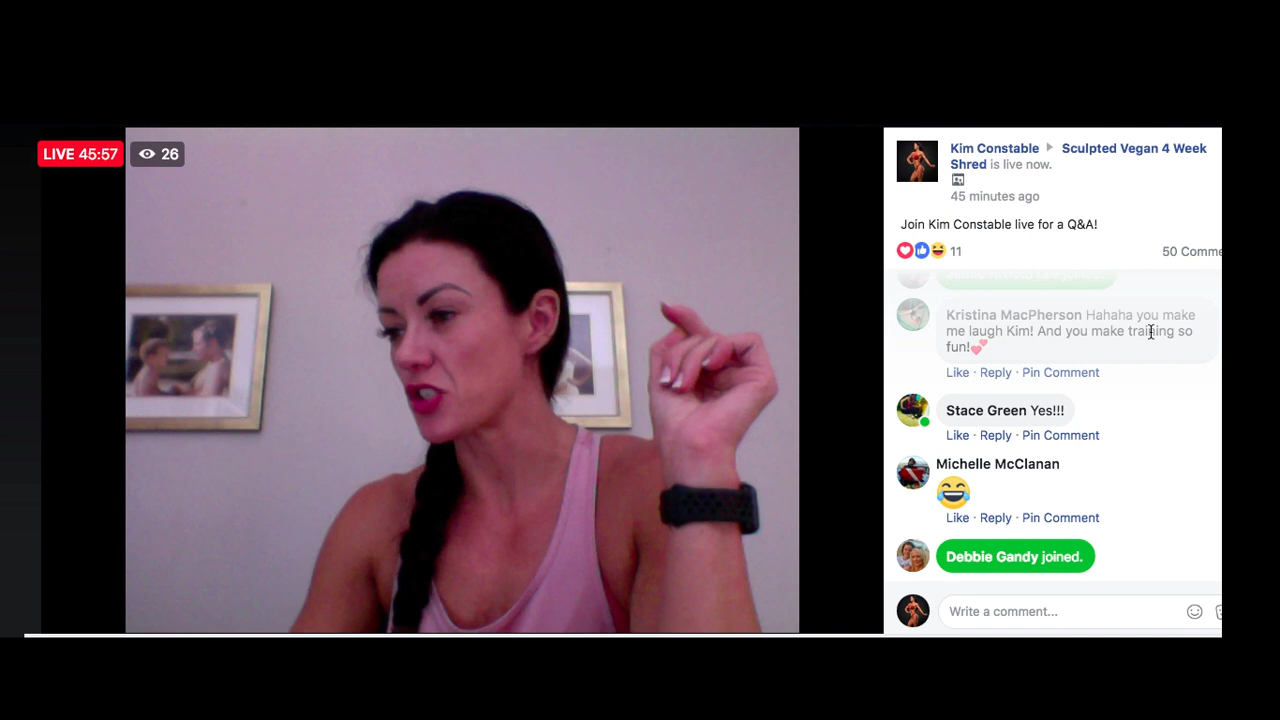 LIVE 45:57
26
Kim Constable Sculpted Vegan 4 Week
Shred is live now.
45 minutes ago
Join Kim Constable live for a Q&A!
11
50 Comme
Kristina MacPherson Hahaha you make
me laugh Kim! And you make training so
fun!💕
Like · Reply · Pin Comment
Stace Green Yes!!!
Like · Reply · Pin Comment
Michelle McClanan
😂
Like · Reply · Pin Comment
Debbie Gandy joined.
Write a comment...